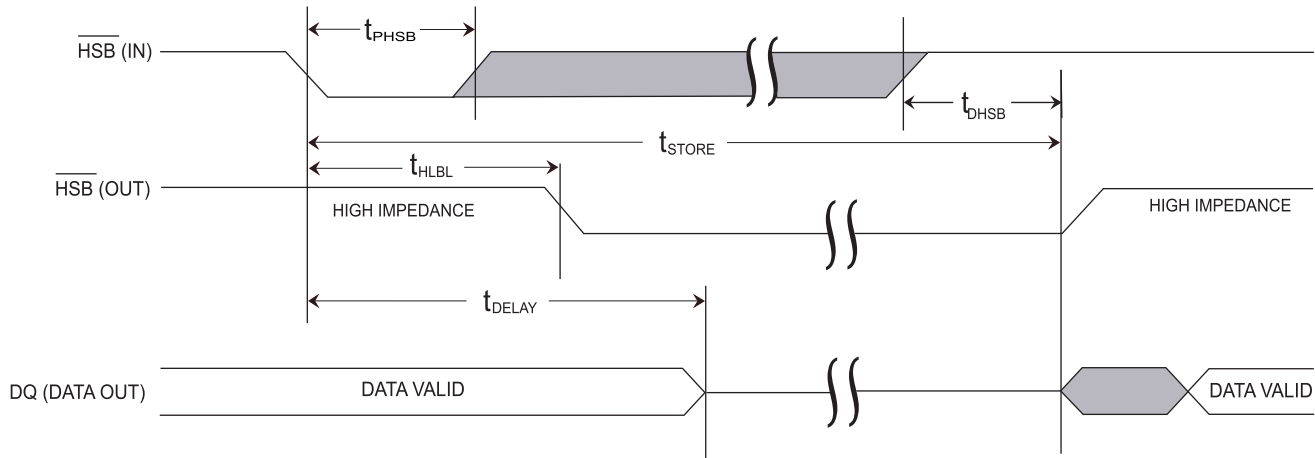 tPHSB
HSB (IN)
tDHSB
tSTORE
tHLBL
HSB (OUT)
HIGH IMPEDANCE
HIGH IMPEDANCE
tDELAY
DQ (DATA OUT)
DATA VALID
DATA VALID